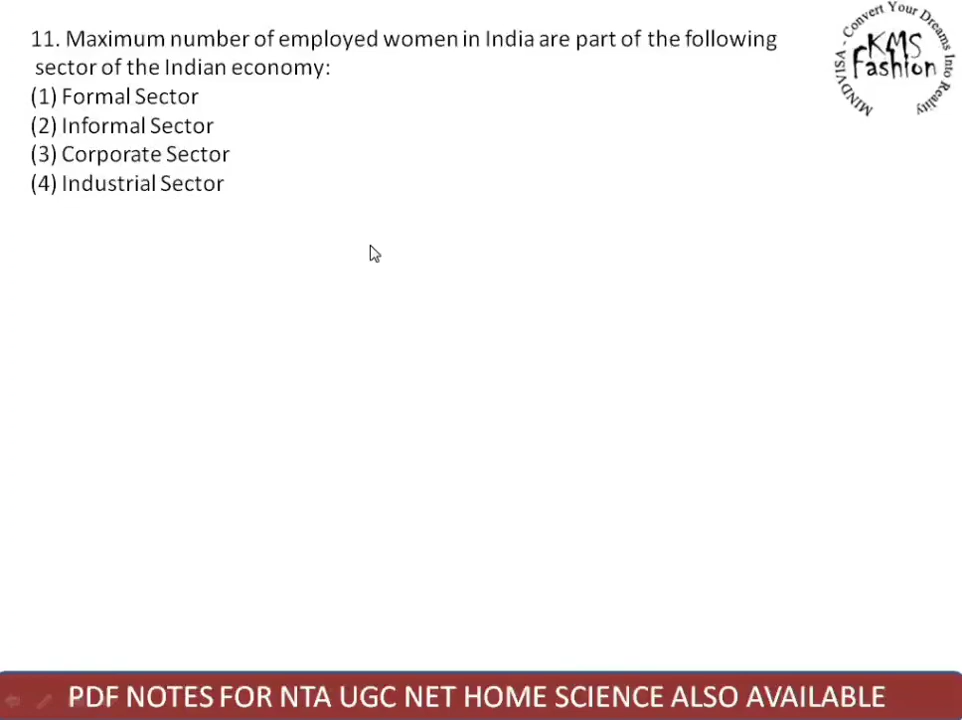 11. Maximum number of employed women in India are part of the following
sector of the Indian economy:
(1) Formal Sector
(2) Informal Sector
(3) Corporate Sector
(4) Industrial Sector
MINDVISA - Convert Your Dreams Into Reality
KMS
Fashion
PDF NOTES FOR NTA UGC NET HOME SCIENCE ALSO AVAILABLE